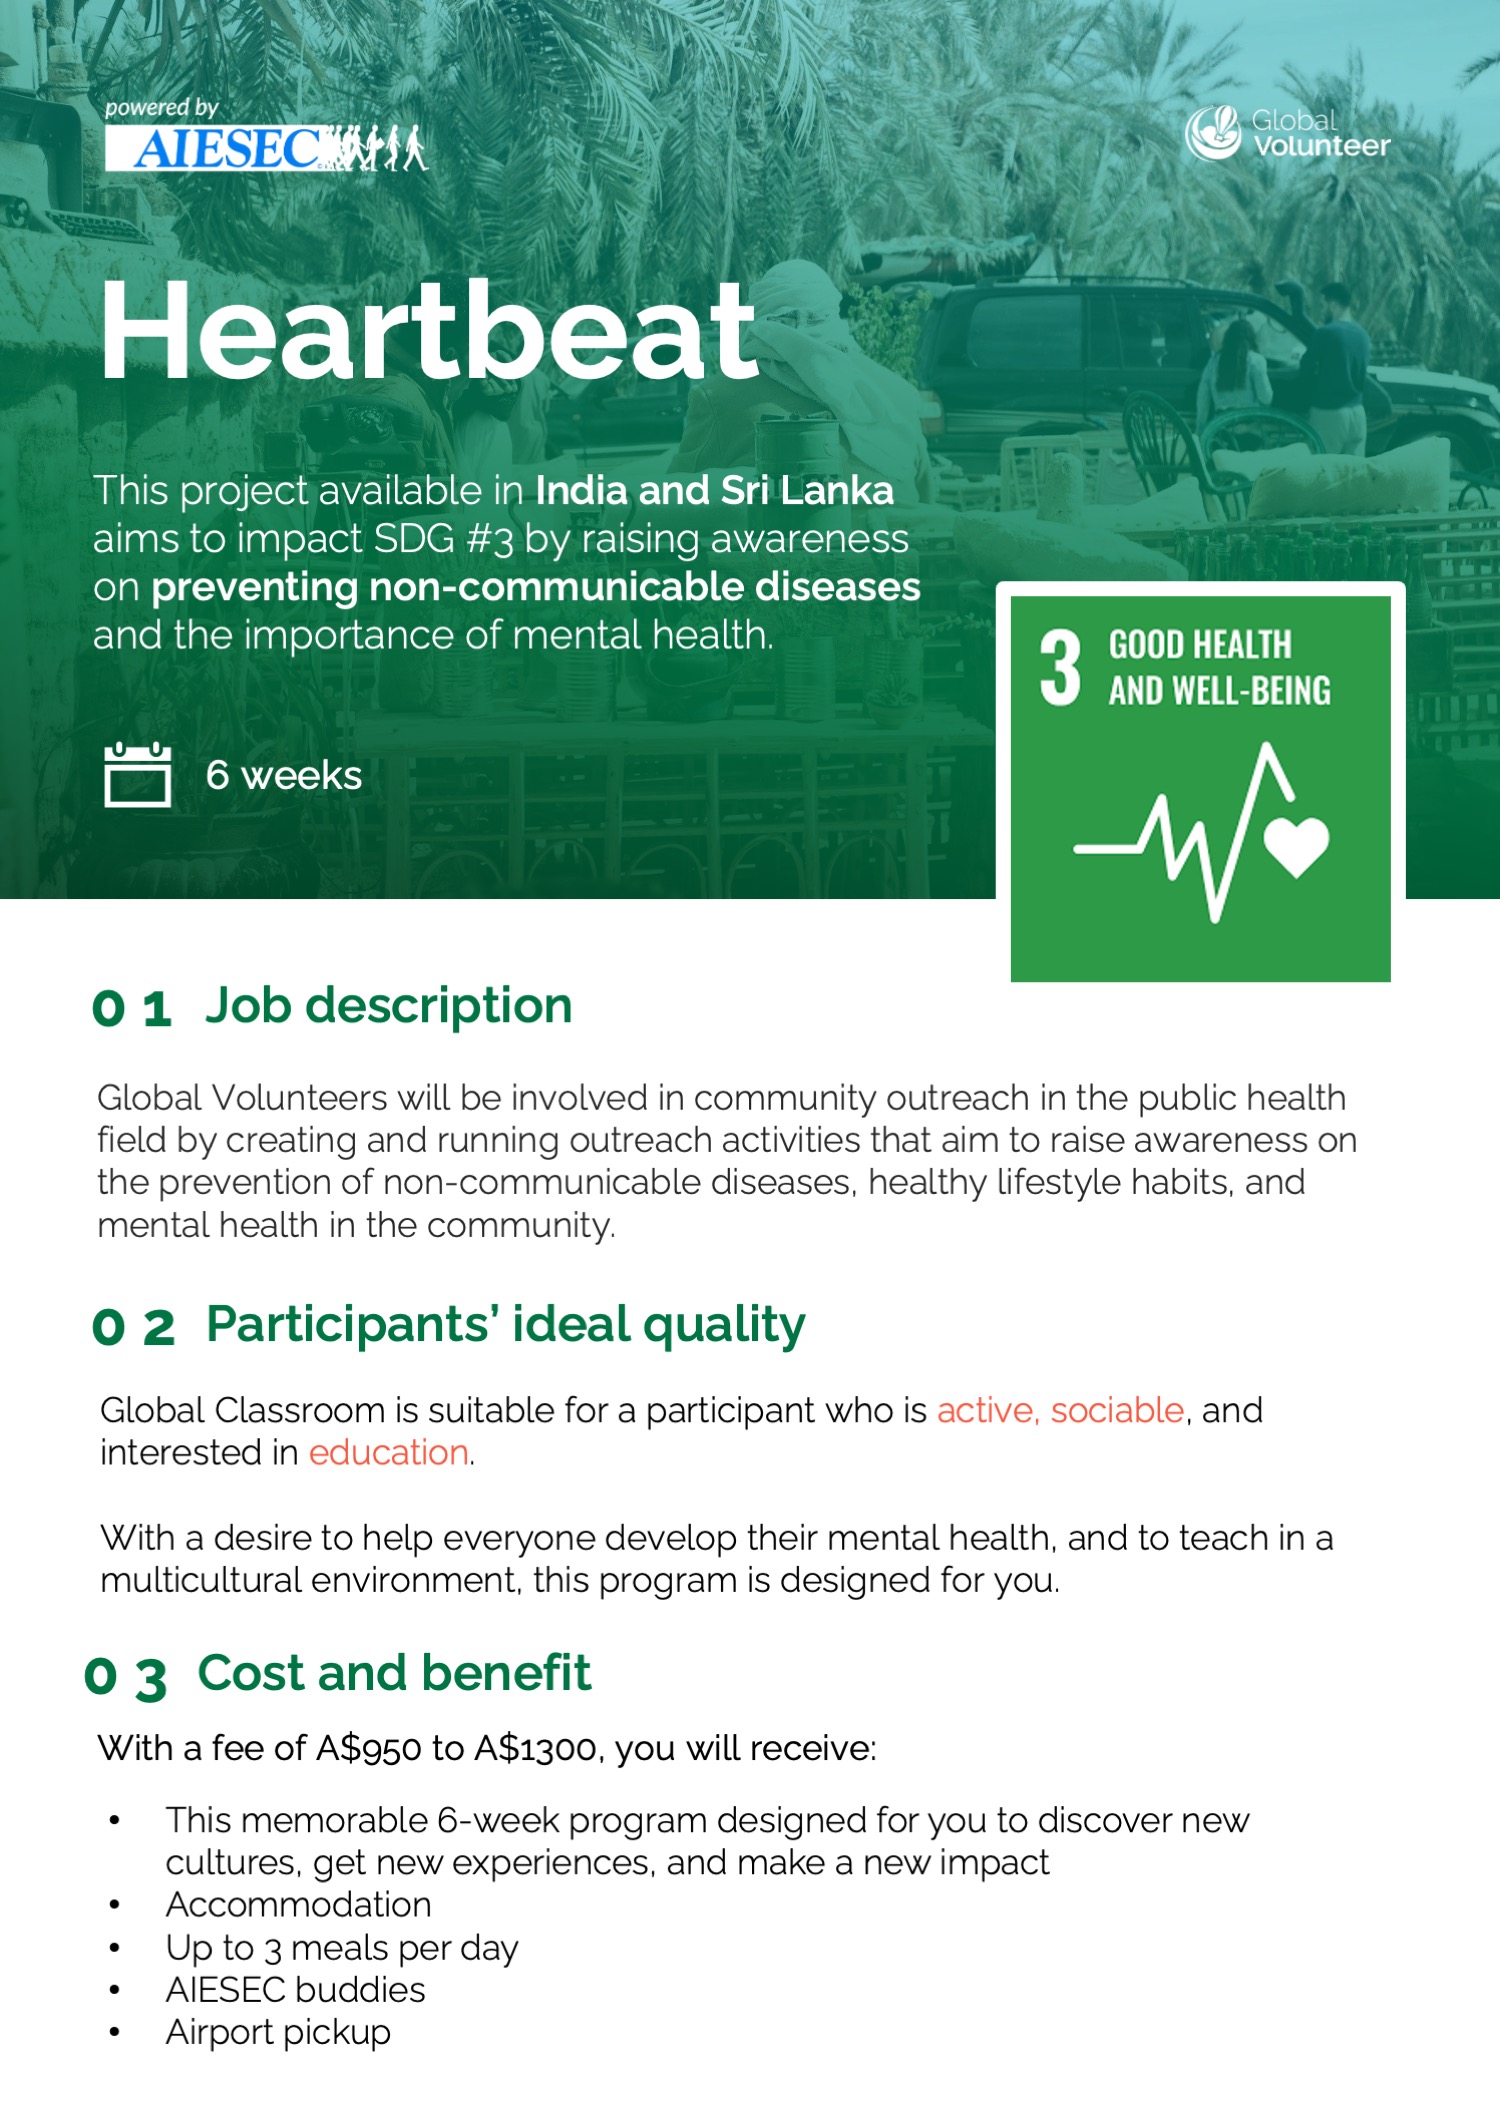 powered by
AIESEC
Global
Volunteer
Heartbeat
This project available in India and Sri Lanka
aims to impact SDG #3 by raising awareness
on preventing non-communicable diseases
and the importance of mental health.
6 weeks
3 GOOD HEALTH
AND WELL-BEING
0 1 Job description
Global Volunteers will be involved in community outreach in the public health
field by creating and running outreach activities that aim to raise awareness on
the prevention of non-communicable diseases, healthy lifestyle habits, and
mental health in the community.
0 2 Participants’ ideal quality
Global Classroom is suitable for a participant who is active, sociable, and
interested in education.
With a desire to help everyone develop their mental health, and to teach in a
multicultural environment, this program is designed for you.
0 3 Cost and benefit
With a fee of A$950 to A$1300, you will receive:
• This memorable 6-week program designed for you to discover new
cultures, get new experiences, and make a new impact
• Accommodation
• Up to 3 meals per day
• AIESEC buddies
• Airport pickup